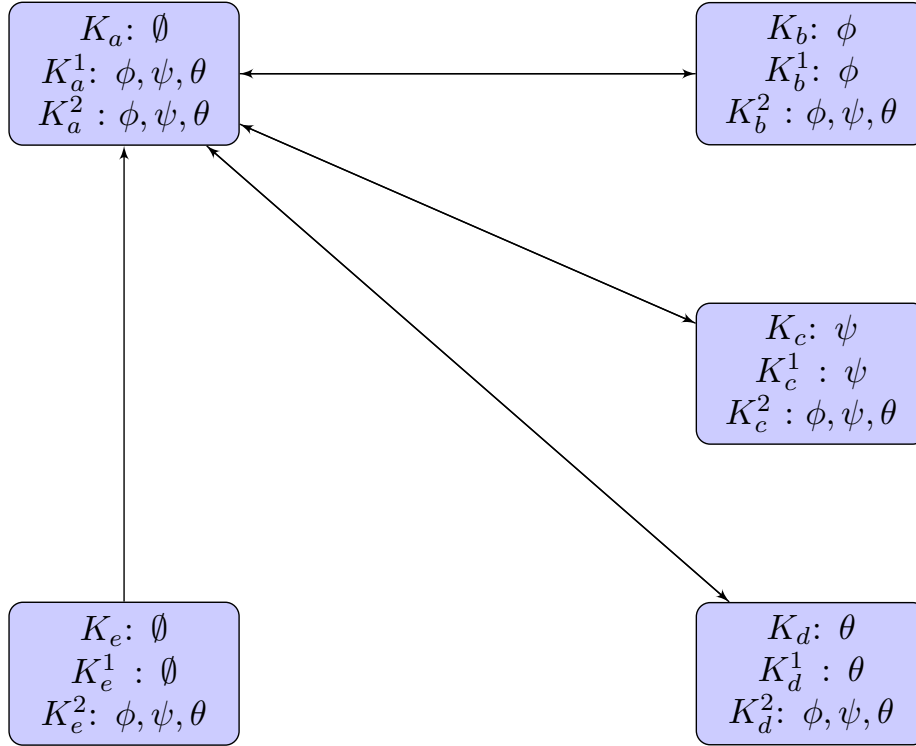 K_a: ∅
K_a^1: ϕ, ψ, θ
K_a^2 : ϕ, ψ, θ
K_b: ϕ
K_b^1: ϕ
K_b^2 : ϕ, ψ, θ
K_c: ψ
K_c^1 : ψ
K_c^2 : ϕ, ψ, θ
K_e: ∅
K_e^1 : ∅
K_e^2: ϕ, ψ, θ
K_d: θ
K_d^1 : θ
K_d^2: ϕ, ψ, θ